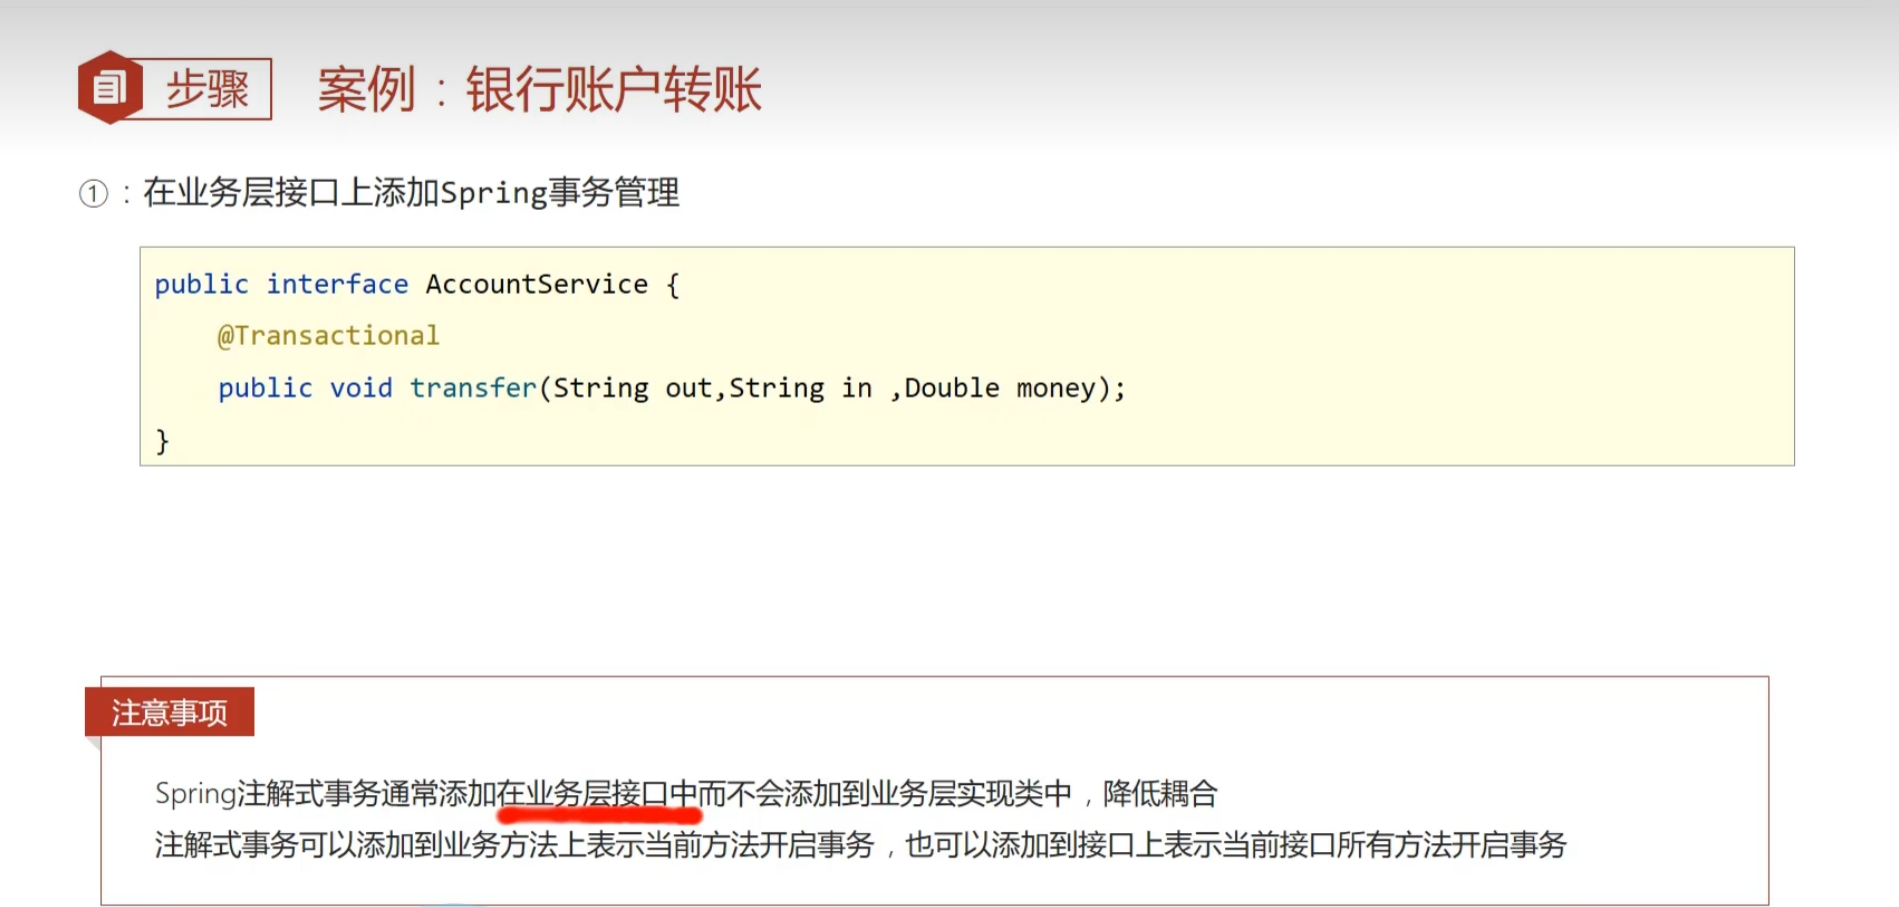 步骤
案例：银行账户转账
①：在业务层接口上添加Spring事务管理
public interface AccountService {
    @Transactional
    public void transfer(String out,String in ,Double money);
}
注意事项
Spring注解式事务通常添加在业务层接口中而不会添加到业务层实现类中，降低耦合
注解式事务可以添加到业务方法上表示当前方法开启事务，也可以添加到接口上表示当前接口所有方法开启事务